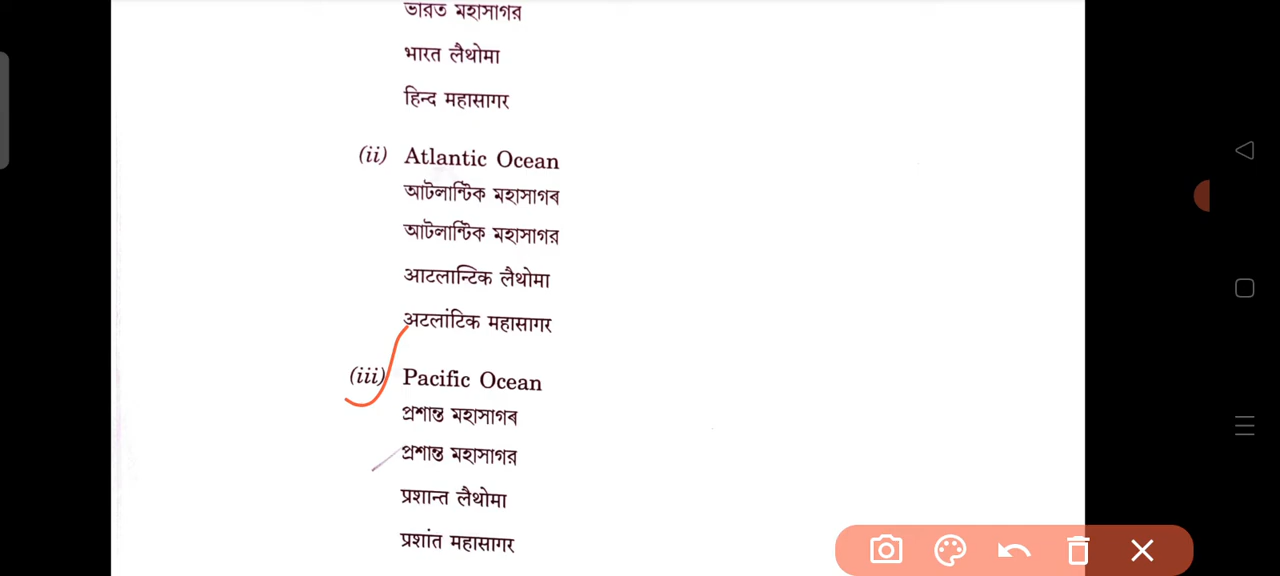 ভারত মহাসাগর
भारत लैथोमा
हिन्द महासागर
(ii) Atlantic Ocean
আটলাণ্টিক মহাসাগৰ
আটলান্টিক মহাসাগর
आटलान्टिक लैथोमा
अटलांटिक महासागर
(iii) Pacific Ocean
প্ৰশান্ত মহাসাগৰ
প্রশান্ত মহাসাগর
प्रशान्त लैथोमा
प्रशांत महासागर